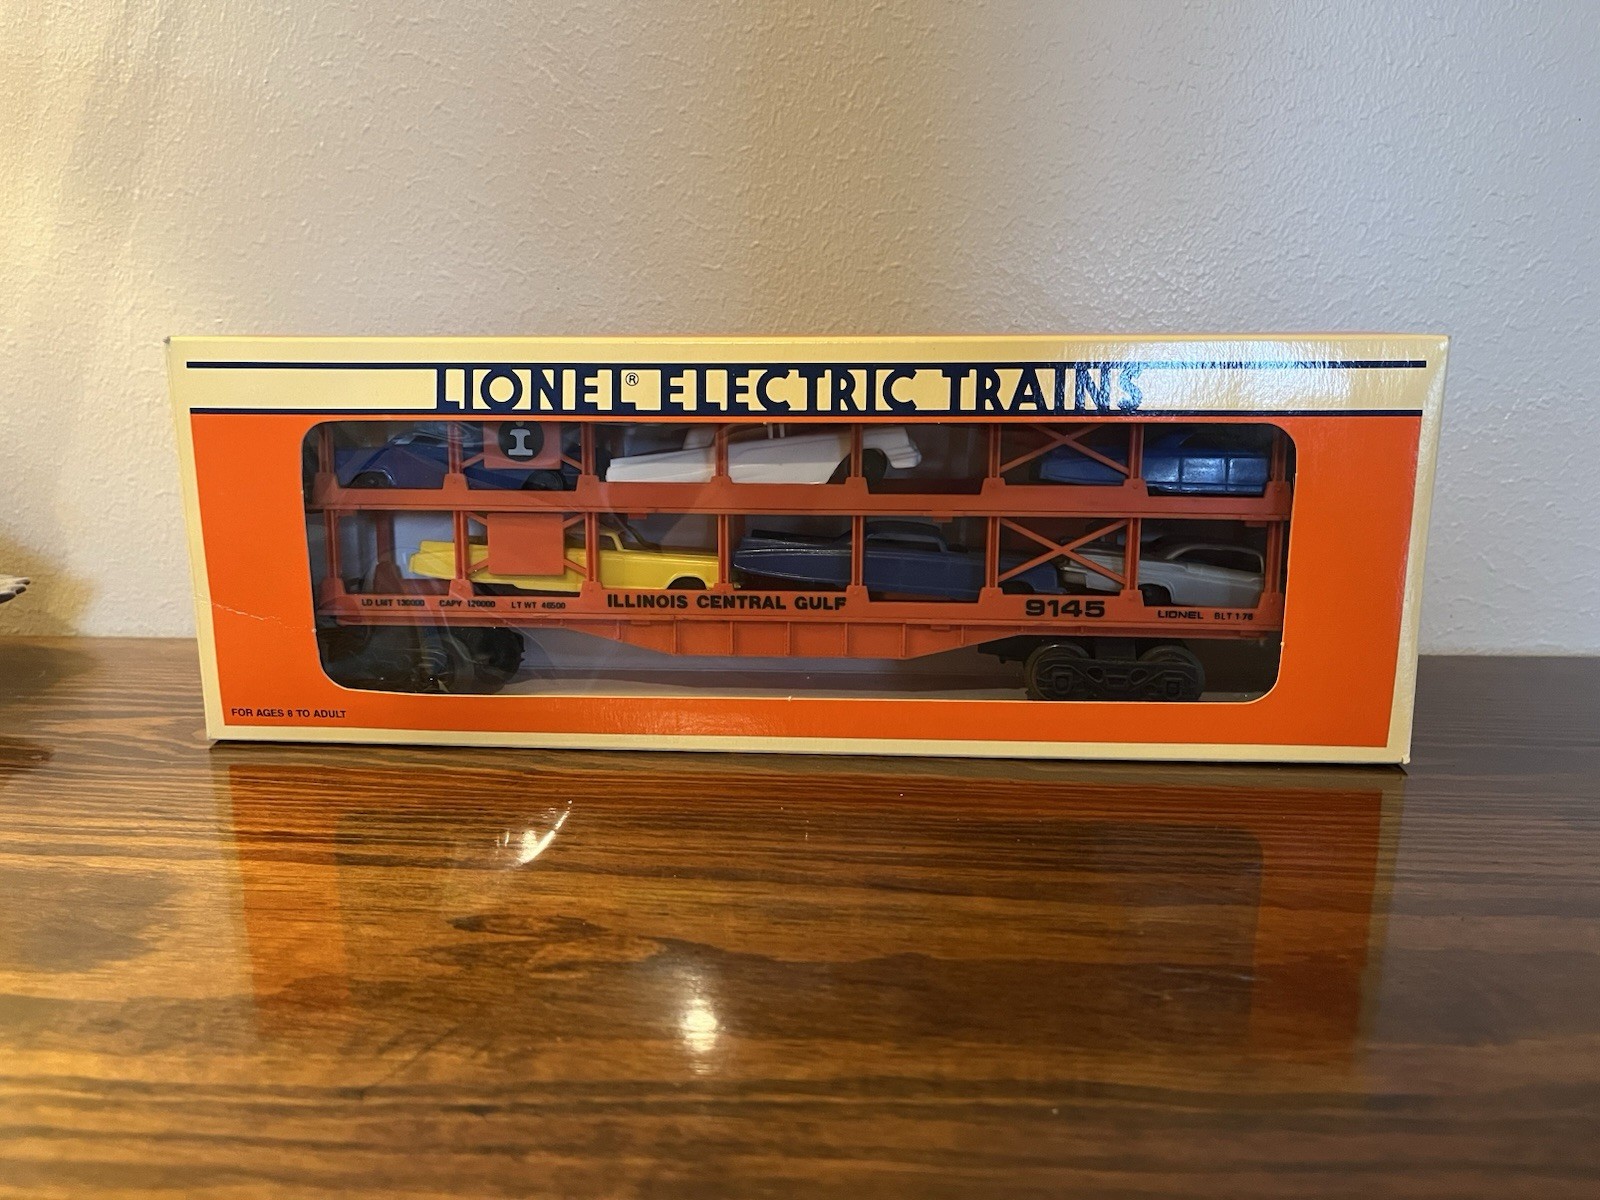 LIONEL® ELECTRIC TRAINS
i
LD LMT 130000 CAPY 120000 LT WT 46500 ILLINOIS CENTRAL GULF 9145 LIONEL BLT 1-78
FOR AGES 8 TO ADULT